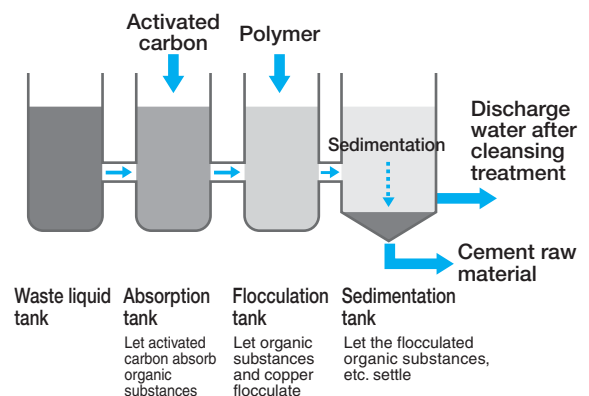 Activated
carbon
Polymer
Sedimentation
Discharge
water after
cleansing
treatment
Cement raw
material
Waste liquid
tank
Absorption
tank
Let activated
carbon absorb
organic
substances
Flocculation
tank
Let organic
substances
and copper
flocculate
Sedimentation
tank
Let the flocculated
organic substances,
etc. settle